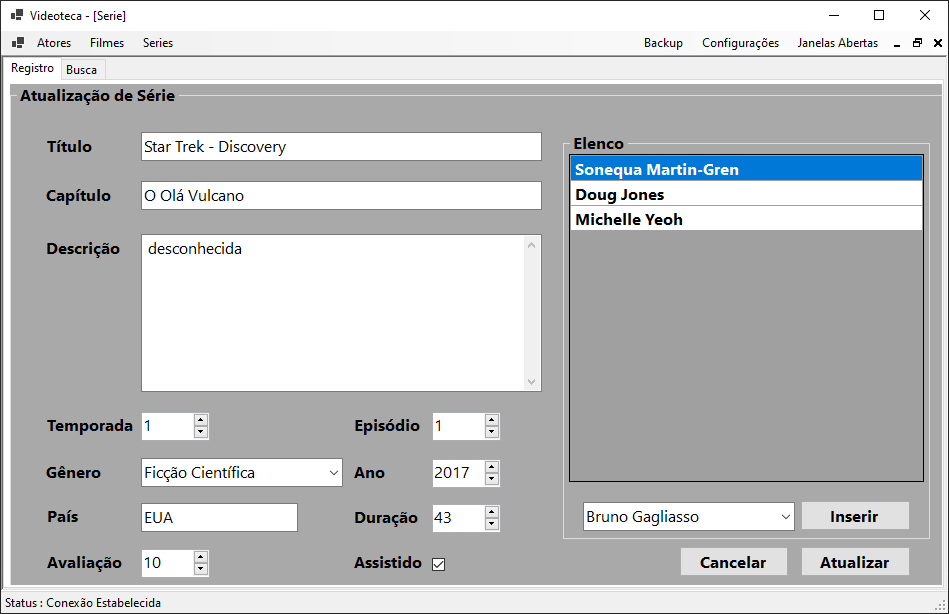 Videoteca - [Serie]
Atores Filmes Series Backup Configurações Janelas Abertas
Registro Busca
Atualização de Série
Título Star Trek - Discovery
Capítulo O Olá Vulcano
Descrição desconhecida
Temporada 1 Episódio 1
Gênero Ficção Científica Ano 2017
País EUA Duração 43
Avaliação 10 Assistido
Elenco
Sonequa Martin-Gren
Doug Jones
Michelle Yeoh
Bruno Gagliasso Inserir
Cancelar Atualizar
Status : Conexão Estabelecida